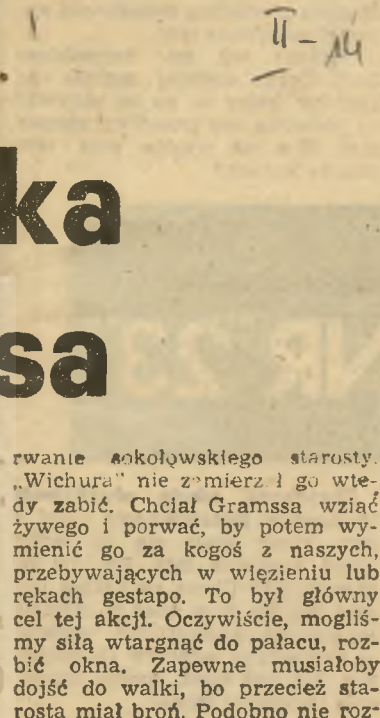 II - 14
ka
sa
rwanie sokołowskiego starosty.
„Wichura" nie z mierz ł go wte-
dy zabić. Chciał Gramssa wziąć
żywego i porwać, by potem wy-
mienić go za kogoś z naszych,
przebywających w więzieniu lub
rękach gestapo. To był główny
cel tej akcji. Oczywiście, mogliś-
my siłą wtargnąć do pałacu, roz-
bić okna. Zapewne musiałoby
dojść do walki, bo przecież sta-
rosta miał broń. Podobno nie roz-